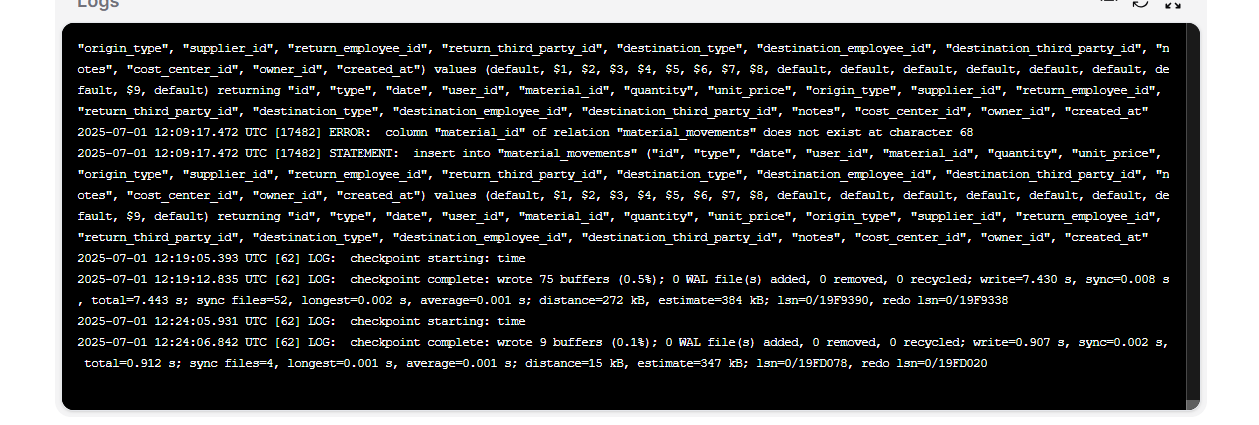 Logs
"origin_type", "supplier_id", "return_employee_id", "return_third_party_id", "destination_type", "destination_employee_id", "destination_third_party_id", "n
otes", "cost_center_id", "owner_id", "created_at") values (default, $1, $2, $3, $4, $5, $6, $7, $8, default, default, default, default, default, default, de
fault, $9, default) returning "id", "type", "date", "user_id", "material_id", "quantity", "unit_price", "origin_type", "supplier_id", "return_employee_id",
"return_third_party_id", "destination_type", "destination_employee_id", "destination_third_party_id", "notes", "cost_center_id", "owner_id", "created_at"
2025-07-01 12:09:17.472 UTC [17482] ERROR:  column "material_id" of relation "material_movements" does not exist at character 68
2025-07-01 12:09:17.472 UTC [17482] STATEMENT:  insert into "material_movements" ("id", "type", "date", "user_id", "material_id", "quantity", "unit_price",
"origin_type", "supplier_id", "return_employee_id", "return_third_party_id", "destination_type", "destination_employee_id", "destination_third_party_id", "n
otes", "cost_center_id", "owner_id", "created_at") values (default, $1, $2, $3, $4, $5, $6, $7, $8, default, default, default, default, default, default, de
fault, $9, default) returning "id", "type", "date", "user_id", "material_id", "quantity", "unit_price", "origin_type", "supplier_id", "return_employee_id",
"return_third_party_id", "destination_type", "destination_employee_id", "destination_third_party_id", "notes", "cost_center_id", "owner_id", "created_at"
2025-07-01 12:19:05.393 UTC [62] LOG:  checkpoint starting: time
2025-07-01 12:19:12.835 UTC [62] LOG:  checkpoint complete: wrote 75 buffers (0.5%); 0 WAL file(s) added, 0 removed, 0 recycled; write=7.430 s, sync=0.008 s
, total=7.443 s; sync files=52, longest=0.002 s, average=0.001 s; distance=272 kB, estimate=384 kB; lsn=0/19F9390, redo lsn=0/19F9338
2025-07-01 12:24:05.931 UTC [62] LOG:  checkpoint starting: time
2025-07-01 12:24:06.842 UTC [62] LOG:  checkpoint complete: wrote 9 buffers (0.1%); 0 WAL file(s) added, 0 removed, 0 recycled; write=0.907 s, sync=0.002 s,
total=0.912 s; sync files=4, longest=0.001 s, average=0.001 s; distance=15 kB, estimate=347 kB; lsn=0/19FD078, redo lsn=0/19FD020